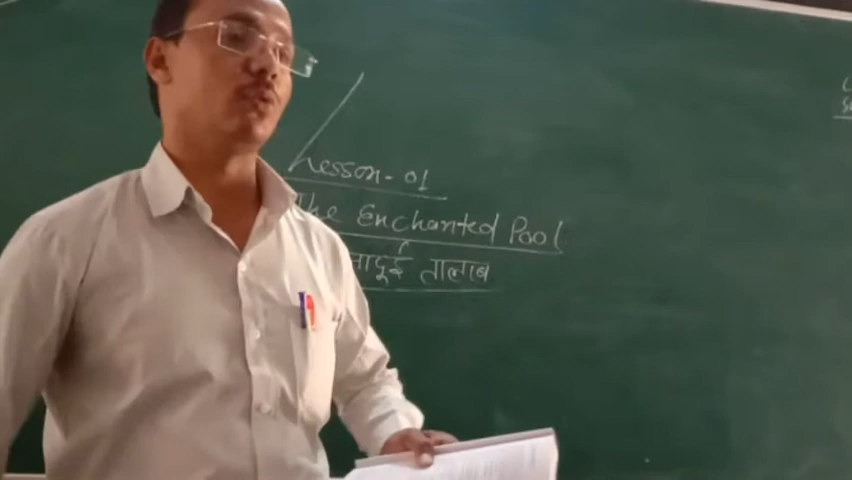 Lesson-01
The Enchanted Pool
तालाब